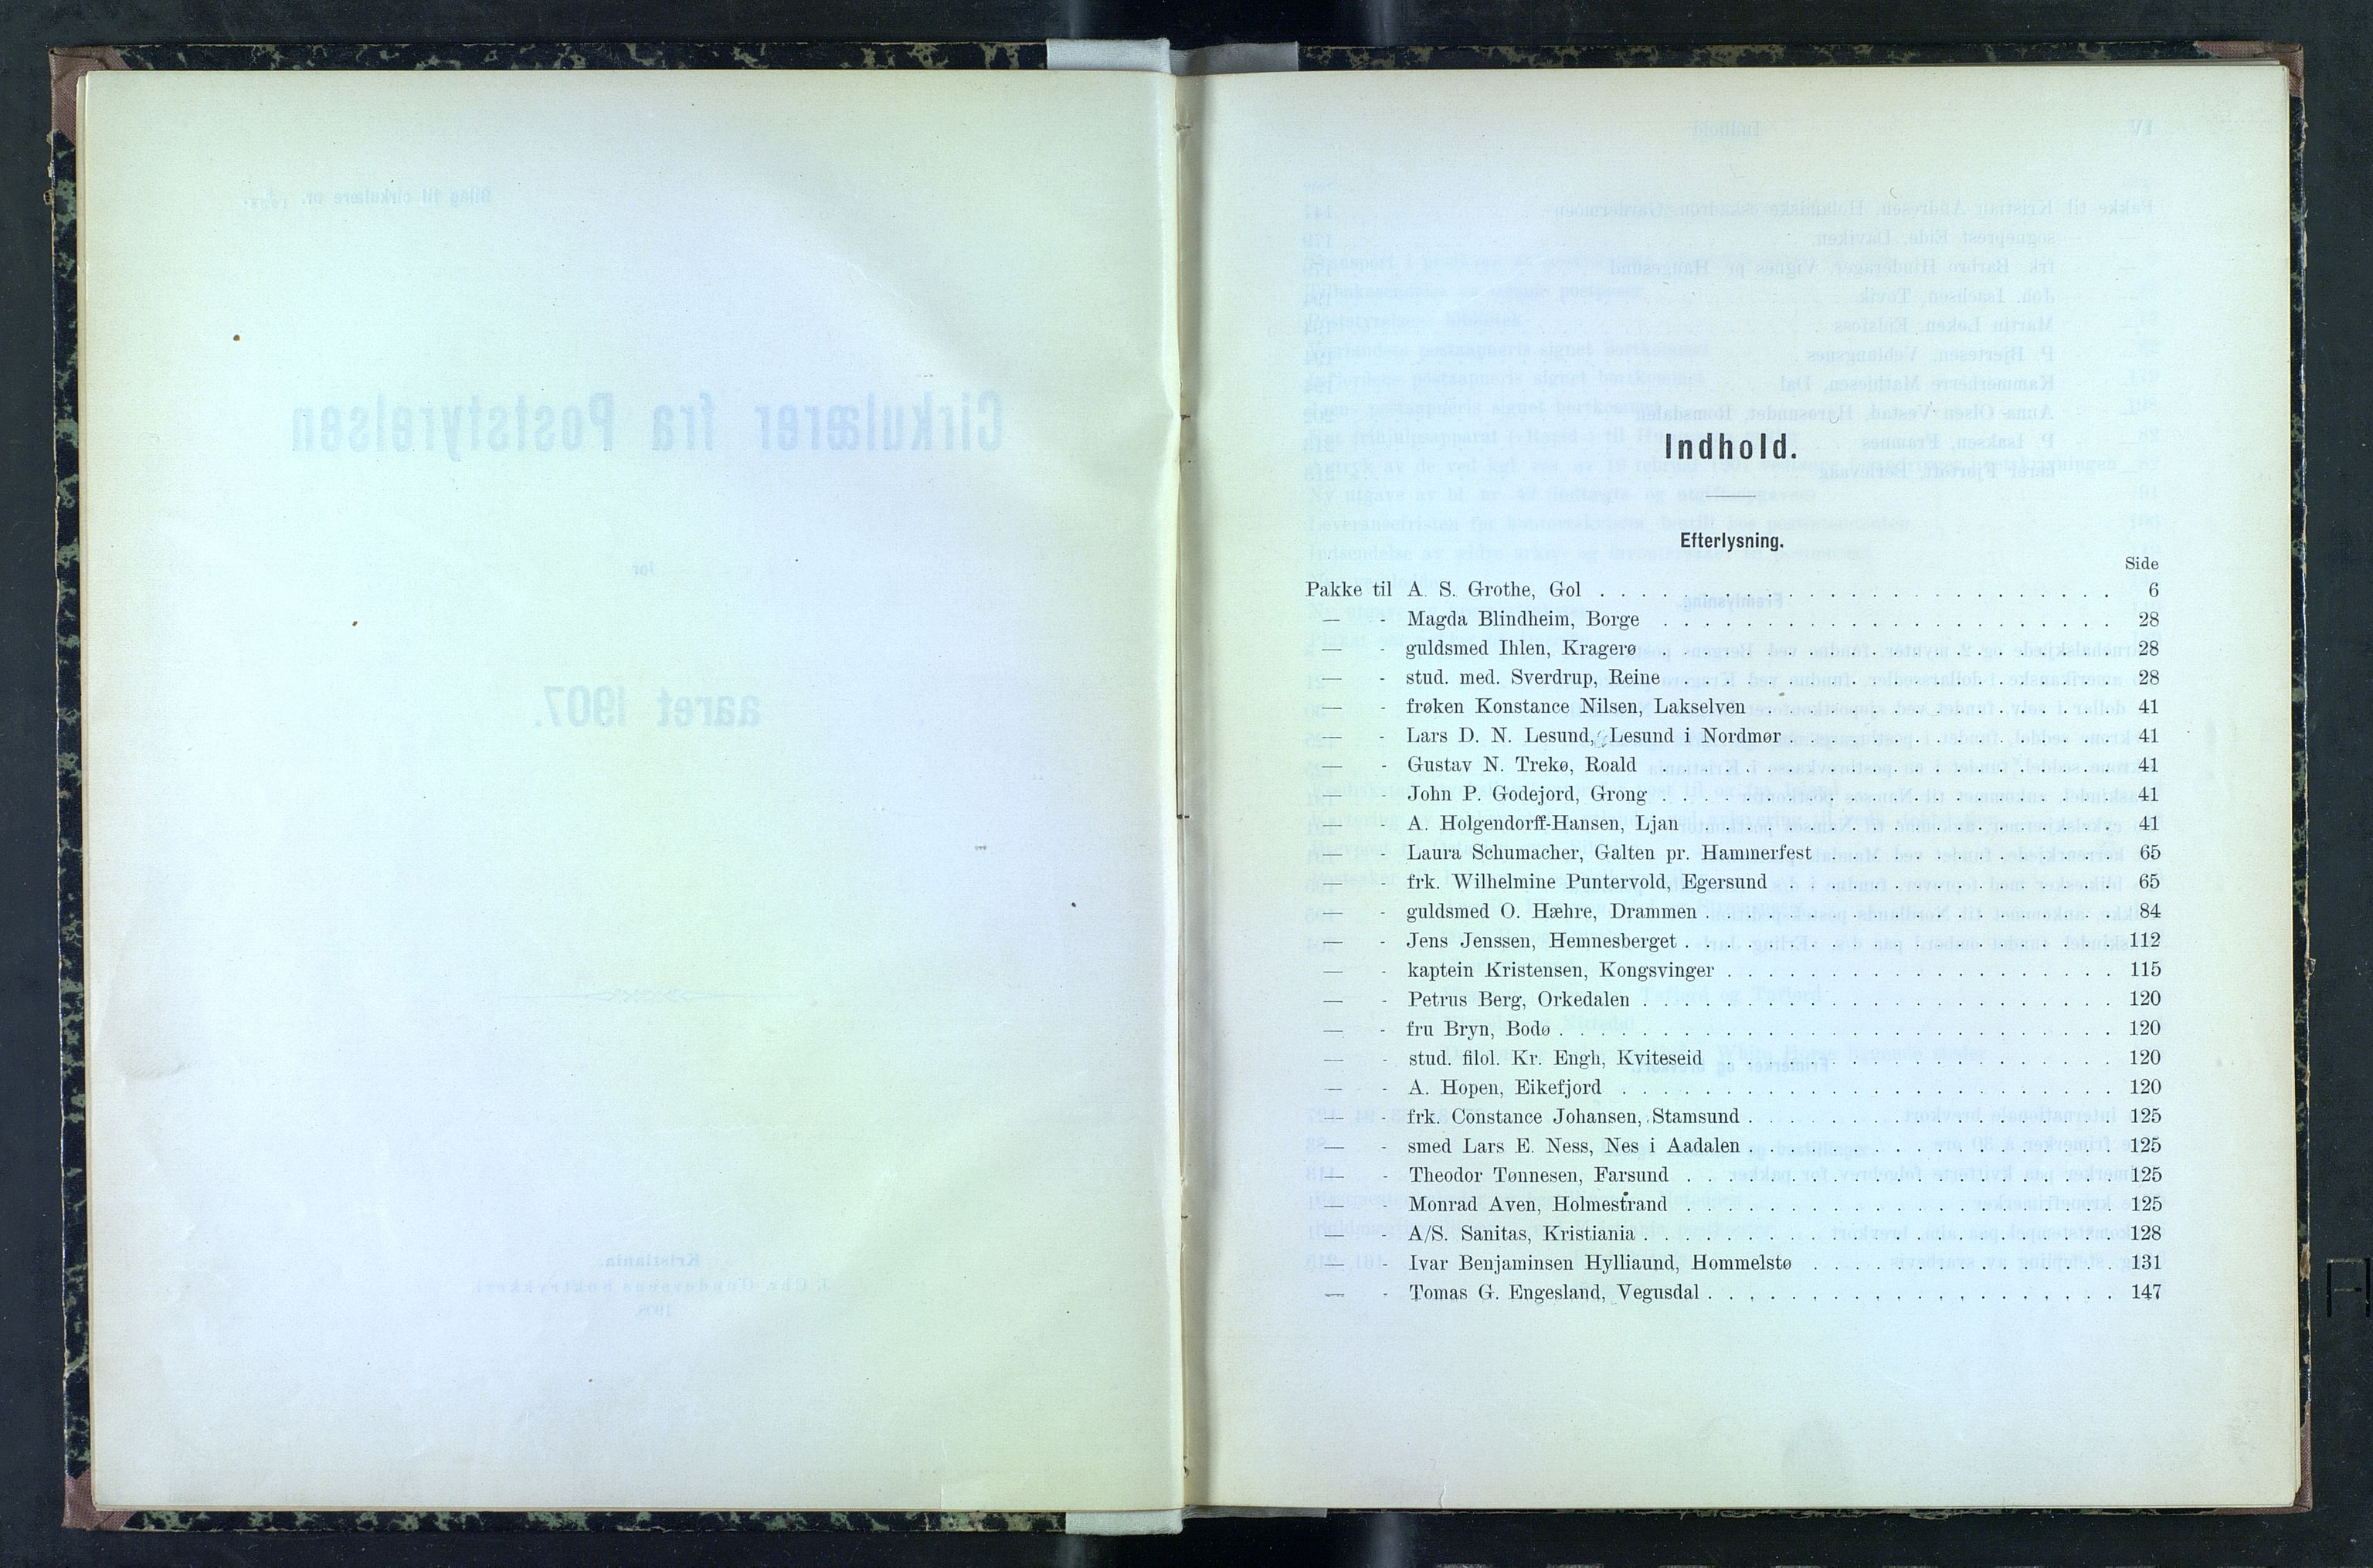 Indhold.
Efterlysning.
Side
Pakke til A. S. Grothe, Gol . . . . . . . . . . 6
— - Magda Blindheim, Borge . . . . . . . . . . 28
— - guldsmed Ihlen, Kragerø . . . . . . . . . . 28
— - stud. med. Sverdrup, Reine . . . . . . . . . . 28
— - frøken Konstance Nilsen, Lakselven . . . . . . . . . . 41
— - Lars D. N. Lesund, Lesund i Nordmør . . . . . . . . . . 41
— - Gustav N. Trekø, Roald . . . . . . . . . . 41
— - John P. Godejord, Grong . . . . . . . . . . 41
— - A. Holgendorff-Hansen, Ljan . . . . . . . . . . 41
— - Laura Schumacher, Galten pr. Hammerfest . . . . . . . . . . 65
— - frk. Wilhelmine Puntervold, Egersund . . . . . . . . . . 65
— - guldsmed O. Hæhre, Drammen . . . . . . . . . . 84
— - Jens Jenssen, Hemnesberget . . . . . . . . . . 112
— - kaptein Kristensen, Kongsvinger . . . . . . . . . . 115
— - Petrus Berg, Orkedalen . . . . . . . . . . 120
— - fru Bryn, Bodø . . . . . . . . . . 120
— - stud. filol. Kr. Engh, Kviteseid . . . . . . . . . . 120
— - A. Hopen, Eikefjord . . . . . . . . . . 120
— - frk. Constance Johansen, Stamsund . . . . . . . . . . 125
— - smed Lars E. Ness, Nes i Aadalen . . . . . . . . . . 125
— - Theodor Tønnesen, Farsund . . . . . . . . . . 125
— - Monrad Aven, Holmestrand . . . . . . . . . . 125
— - A/S. Sanitas, Kristiania . . . . . . . . . . 128
— - Ivar Benjaminsen Hylliaund, Hommelstø . . . . . . . . . . 131
— - Tomas G. Engesland, Vegusdal . . . . . . . . . . 147